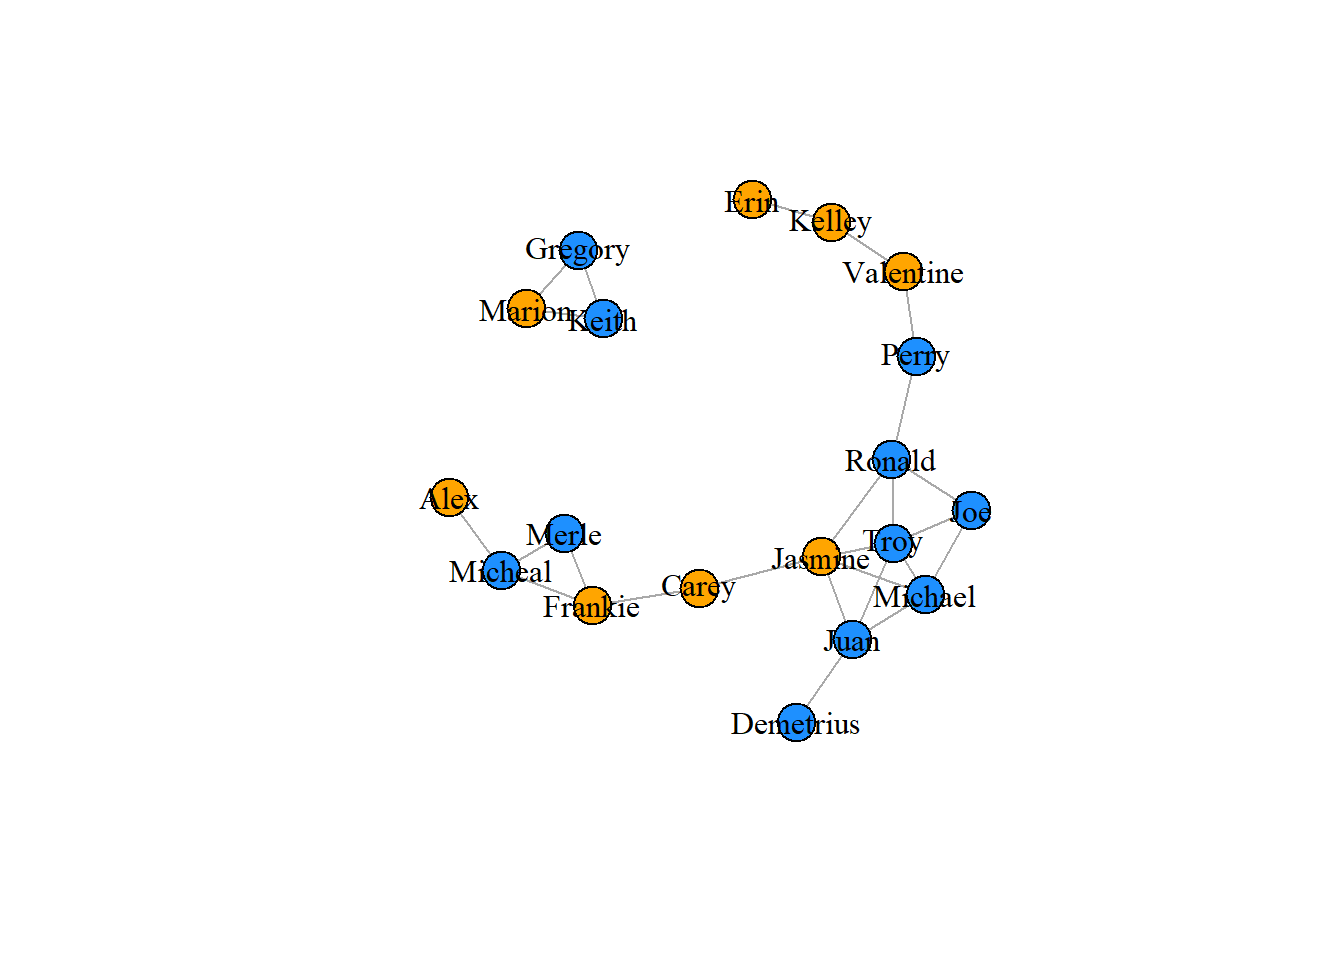 Erin
Kelley
Gregory
Valentine
Marion
Keith
Perry
Ronald
Alex
Joe
Merle
Troy
Jasmine
Micheal
Carey
Michael
Frankie
Juan
Demetrius